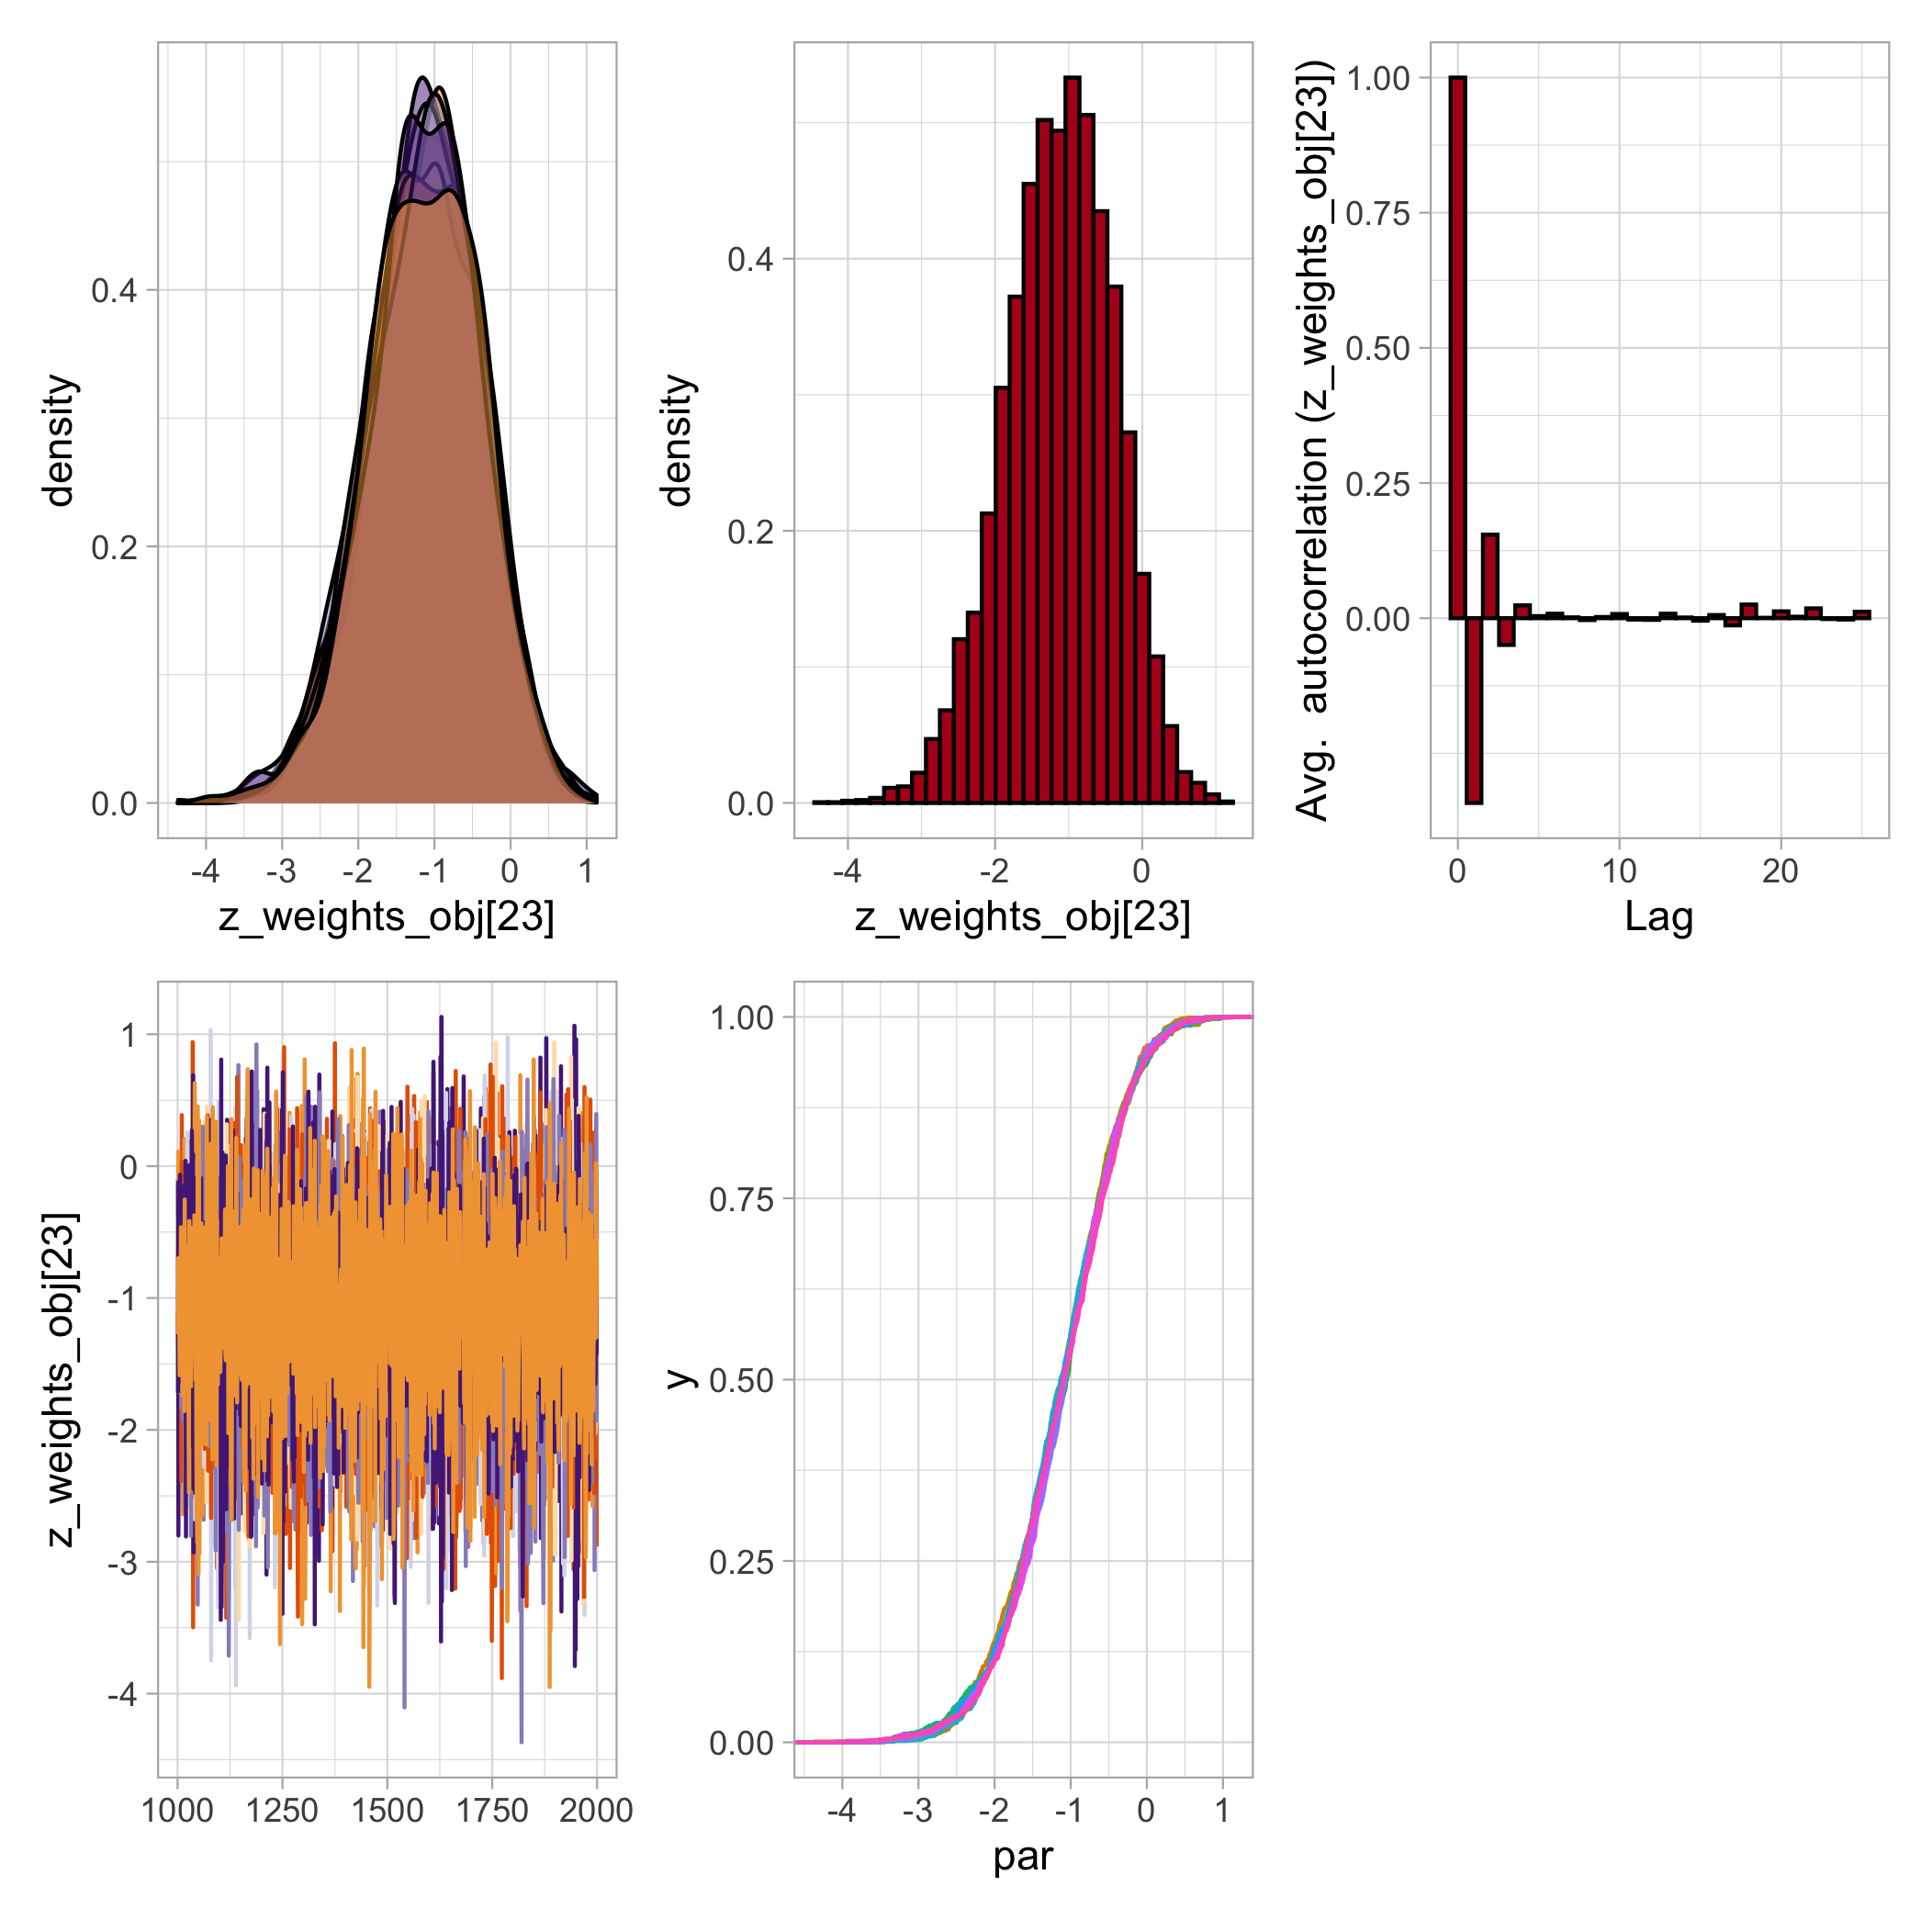 density
0.4
0.2
0.0
-4 -3 -2 -1 0 1
z_weights_obj[23]
density
0.4
0.2
0.0
-4 -2 0
z_weights_obj[23]
Avg. autocorrelation (z_weights_obj[23])
1.00
0.75
0.50
0.25
0.00
0 10 20
Lag
z_weights_obj[23]
1
0
-1
-2
-3
-4
1000 1250 1500 1750 2000
y
1.00
0.75
0.50
0.25
0.00
-4 -3 -2 -1 0 1
par